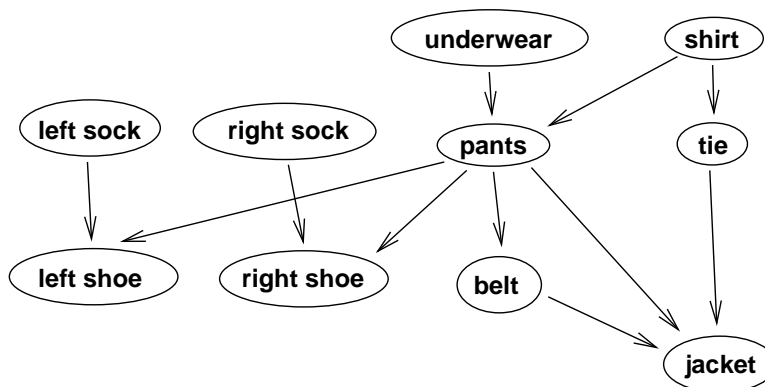 underwear
shirt
left sock
right sock
pants
tie
left shoe
right shoe
belt
jacket